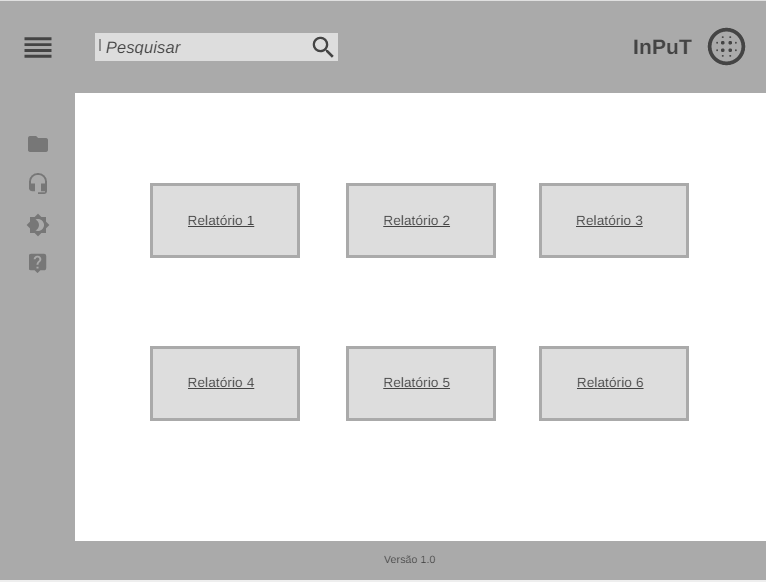 Pesquisar
InPuT
Relatório 1
Relatório 2
Relatório 3
Relatório 4
Relatório 5
Relatório 6
Versão 1.0